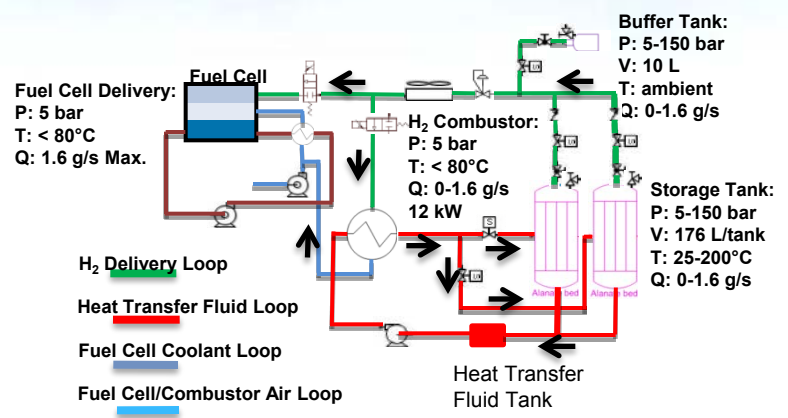 Buffer Tank:
P: 5-150 bar
V: 10 L
T: ambient
Q: 0-1.6 g/s
Fuel Cell
Fuel Cell Delivery:
P: 5 bar
T: < 80°C
Q: 1.6 g/s Max.
H₂ Combustor:
P: 5 bar
T: < 80°C
Q: 0-1.6 g/s
12 kW
Storage Tank:
P: 5-150 bar
V: 176 L/tank
T: 25-200°C
Q: 0-1.6 g/s
S
Alanate bed
Alanate bed
H₂ Delivery Loop
Heat Transfer Fluid Loop
Fuel Cell Coolant Loop
Fuel Cell/Combustor Air Loop
Heat Transfer
Fluid Tank